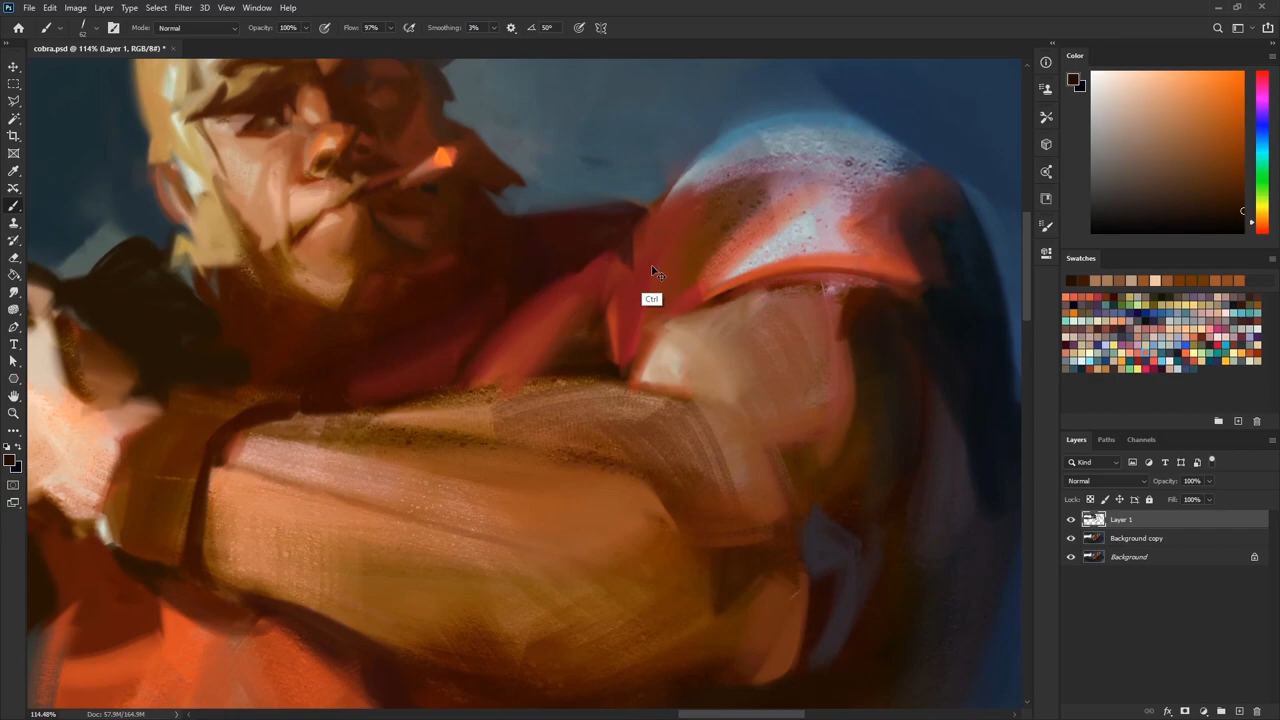 Ps File Edit Image Layer Type Select Filter 3D View Window Help
62 Mode: Normal Opacity: 100% Flow: 97% Smoothing: 3% 50°
cobra.psd @ 114% (Layer 1, RGB/8#) *
Color
Ctrl
Swatches
Layers Paths Channels
Kind
Normal Opacity: 100%
Lock: Fill: 100%
Layer 1
Background copy
Background
114.48% Doc: 57.9M/164.9M